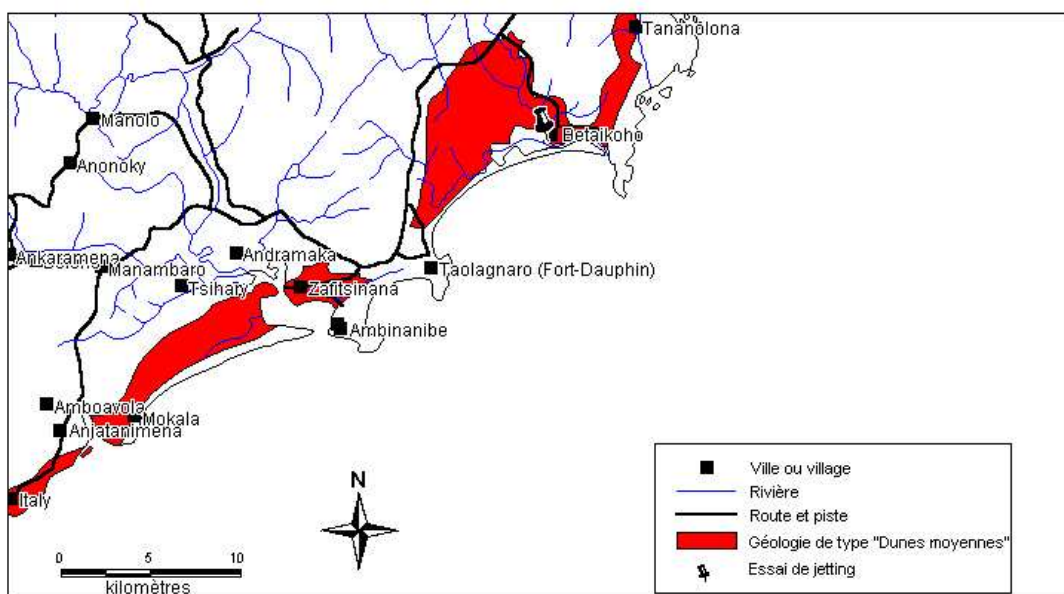 Tananolona
Manolo
Betaikoho
Anonoky
Ankaramena
Andramaka
Manambaro
Taolagnaro (Fort-Dauphin)
Tsihary
Zafitsinana
Ambinanibe
Amboavola
Mokala
Anjatanimena
Italy
N
0 5 10
kilomètres
Ville ou village
Rivière
Route et piste
Géologie de type "Dunes moyennes"
Essai de jetting